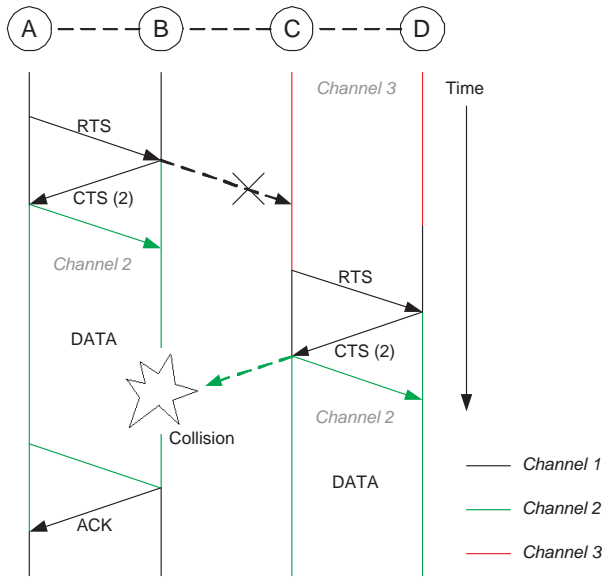 A B C D
Channel 3
Time
RTS
CTS (2)
Channel 2
RTS
DATA
CTS (2)
Channel 2
Collision
DATA
ACK
Channel 1
Channel 2
Channel 3